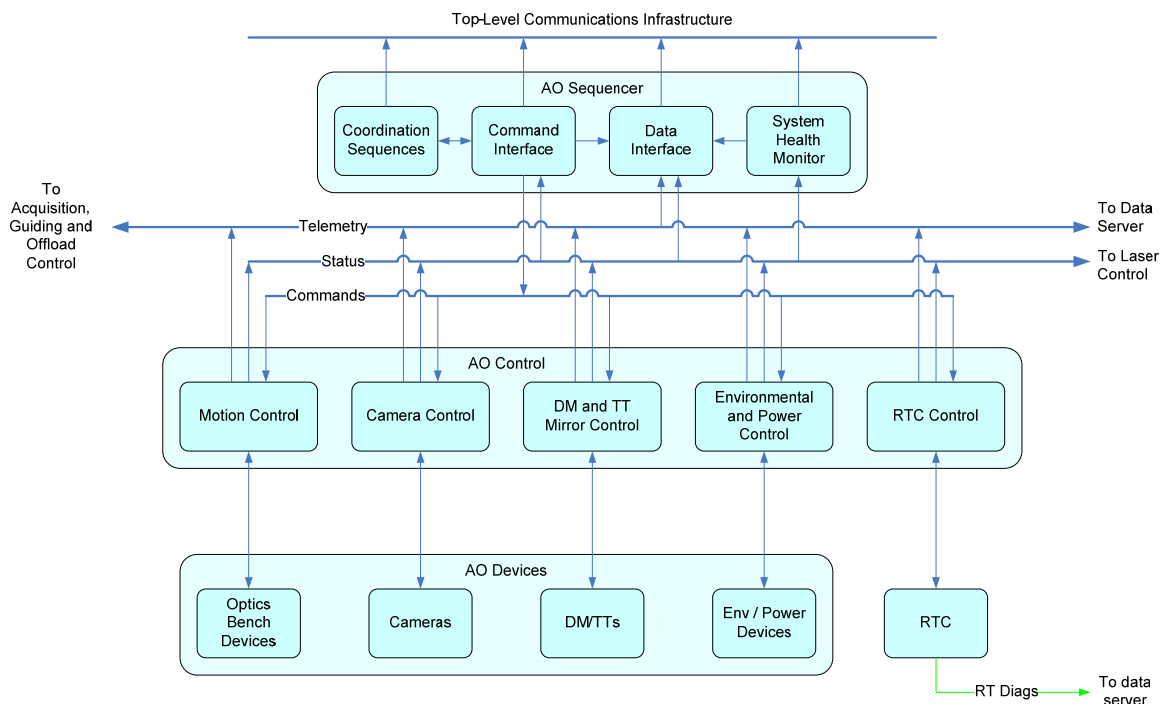 Top-Level Communications Infrastructure
AO Sequencer
Coordination
Sequences
Command
Interface
Data
Interface
System
Health
Monitor
To
Acquisition,
Guiding and
Offload
Control
Telemetry
To Data
Server
Status
To Laser
Control
Commands
AO Control
Motion Control
Camera Control
DM and TT
Mirror Control
Environmental
and Power
Control
RTC Control
AO Devices
Optics
Bench
Devices
Cameras
DM/TTs
Env / Power
Devices
RTC
RT Diags
To data
server